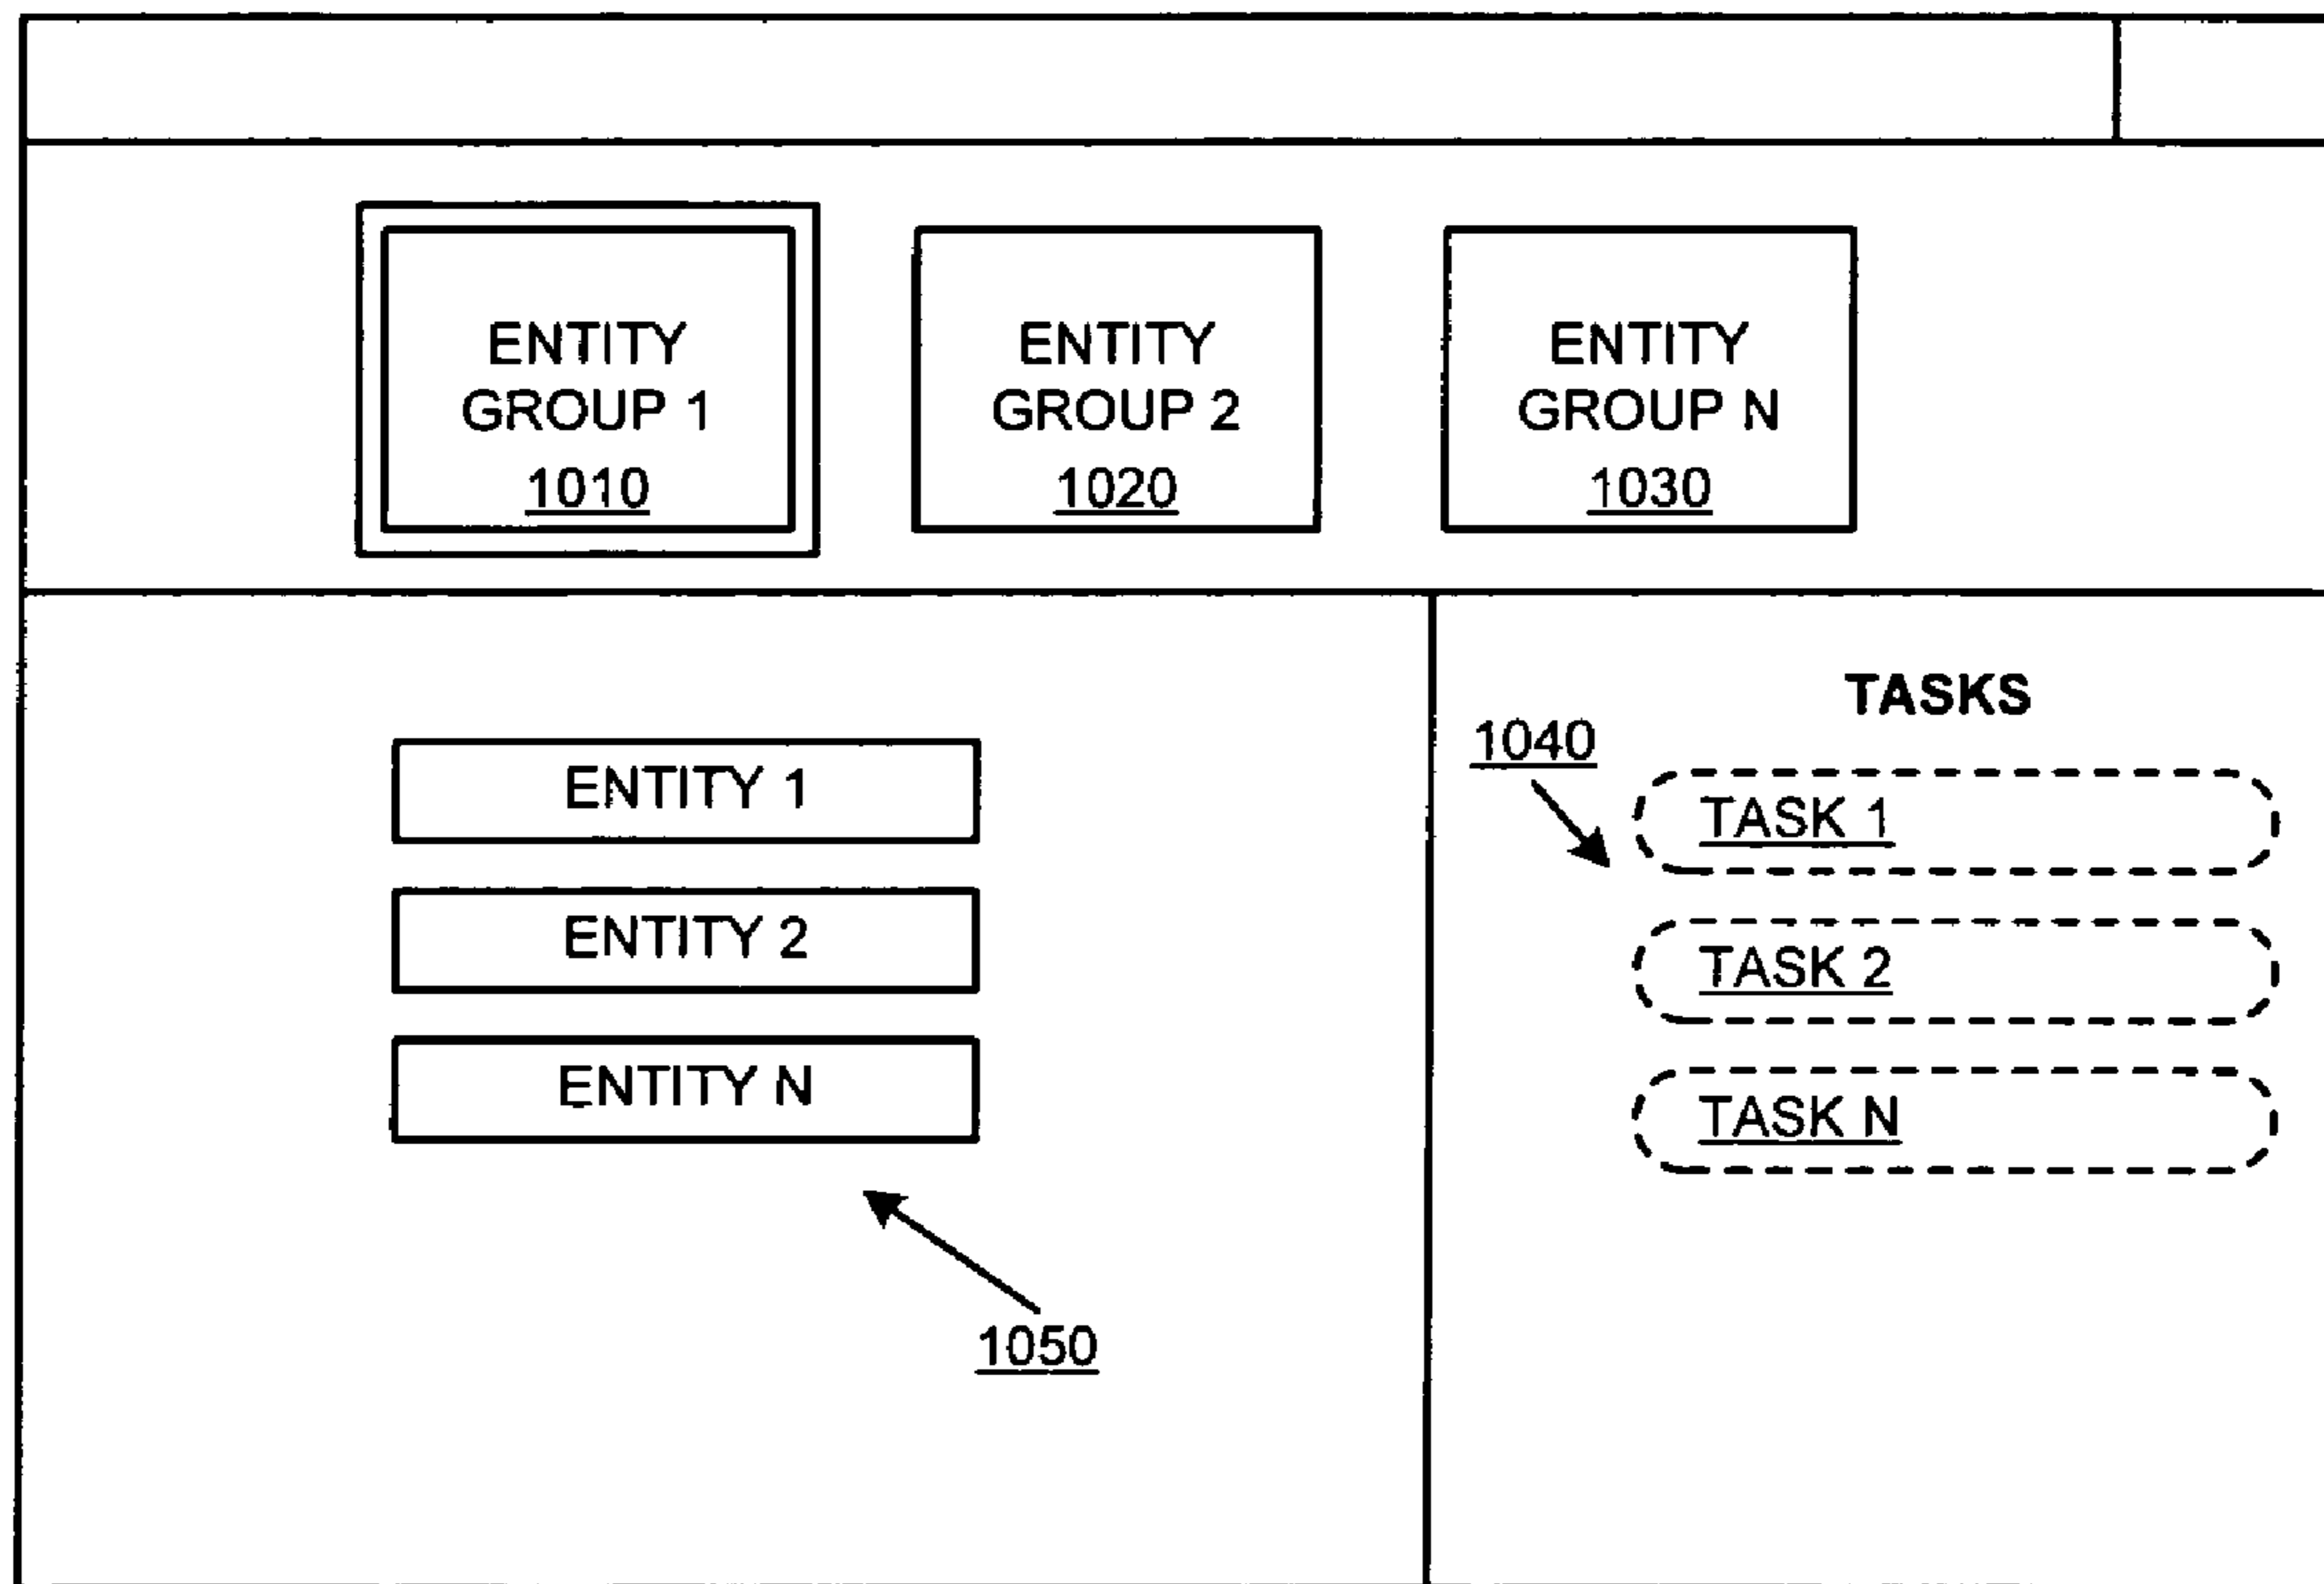 ENTITY
GROUP 1
1010
ENTITY
GROUP 2
1020
ENTITY
GROUP N
1030
ENTITY 1
ENTITY 2
ENTITY N
1050
TASKS
1040
TASK 1
TASK 2
TASK N